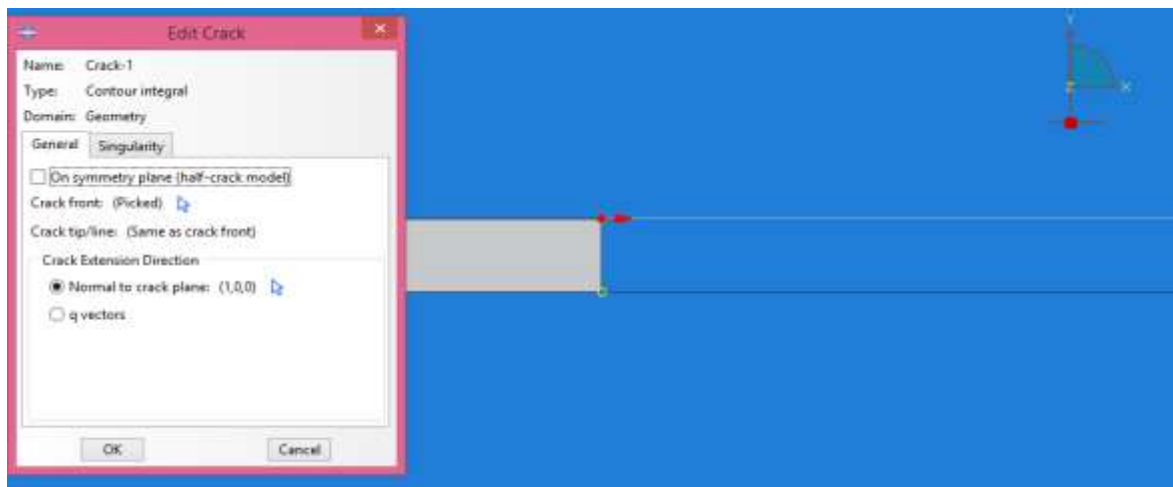 Edit Crack
Name: Crack-1
Type: Contour integral
Domain: Geometry
General Singularity
On symmetry plane (half-crack model)
Crack front: (Picked)
Crack tip/line: (Same as crack front)
Crack Extension Direction
Normal to crack plane: (1,0,0)
q vectors
OK Cancel
Y
Z X